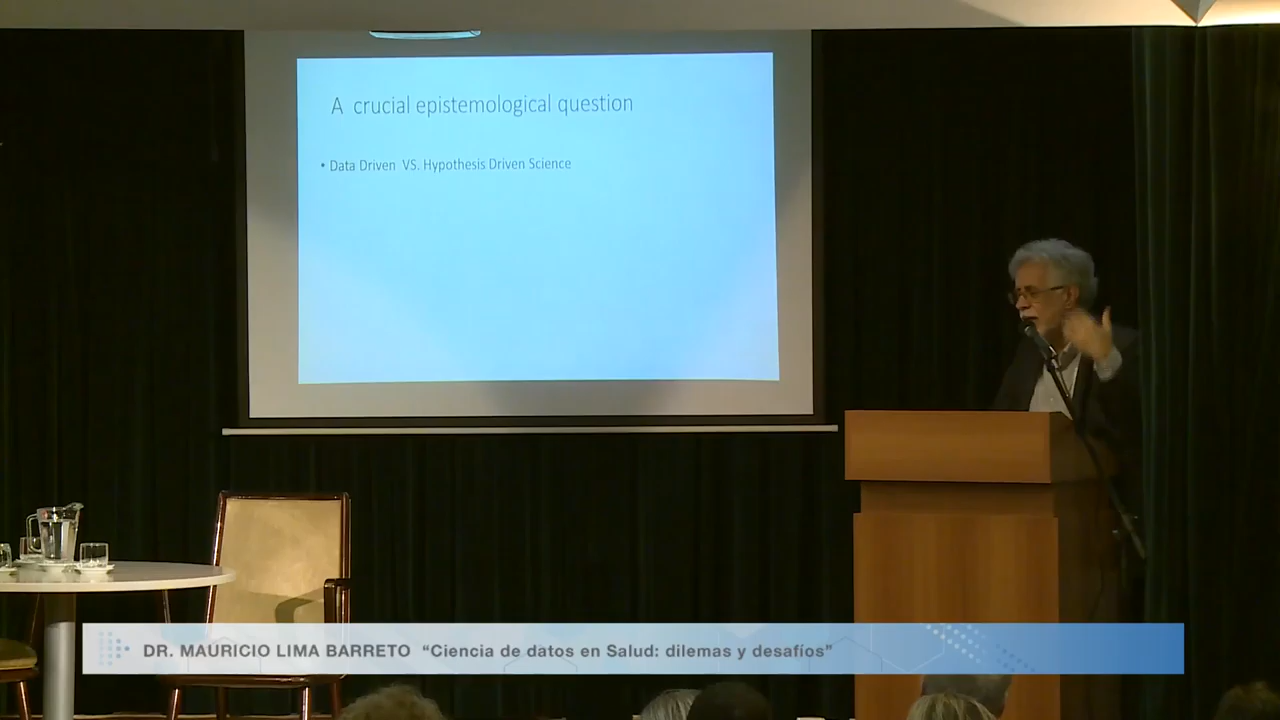 A crucial epistemological question
• Data Driven VS. Hypothesis Driven Science
DR. MAURICIO LIMA BARRETO “Ciencia de datos en Salud: dilemas y desafíos”